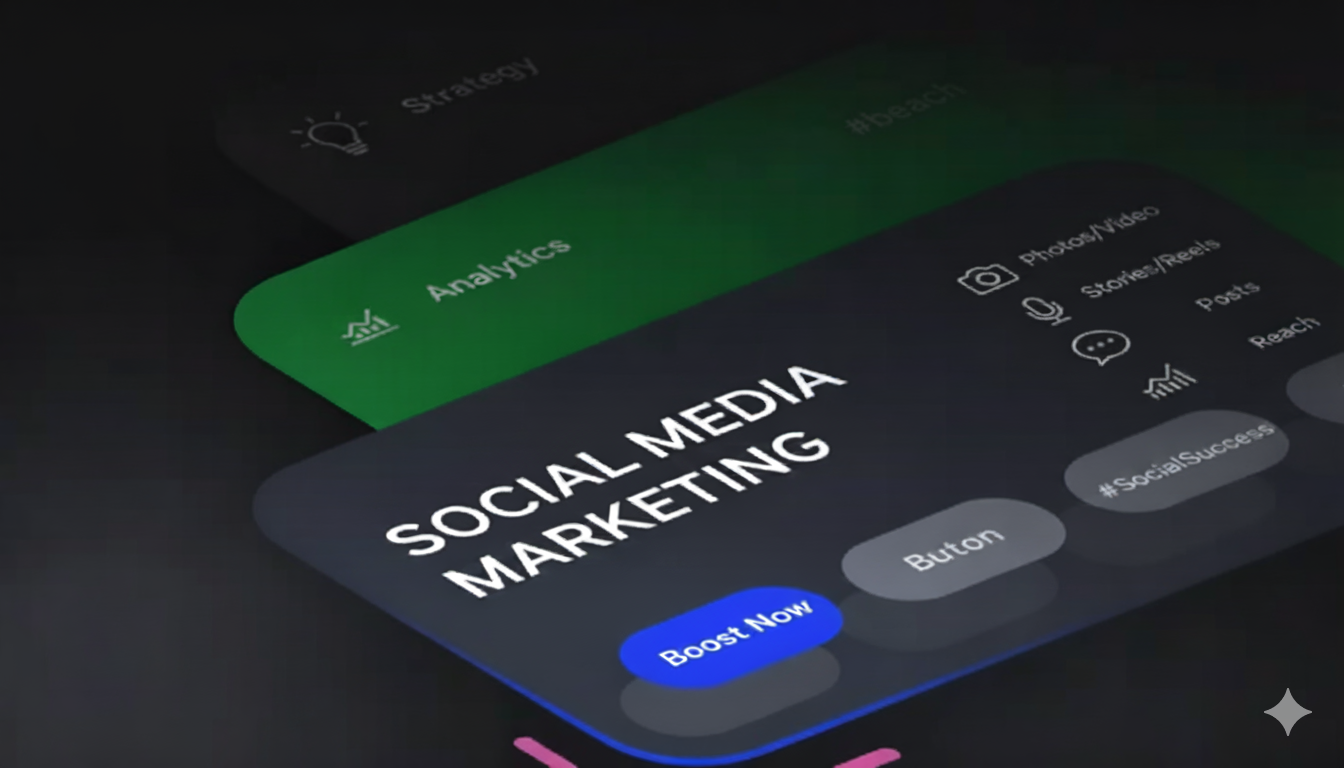 Strategy
#beach
Analytics
Photos/Video
Stories/Reels
Posts
Reach
SOCIAL MEDIA
MARKETING
#SocialSuccess
Buton
Boost Now